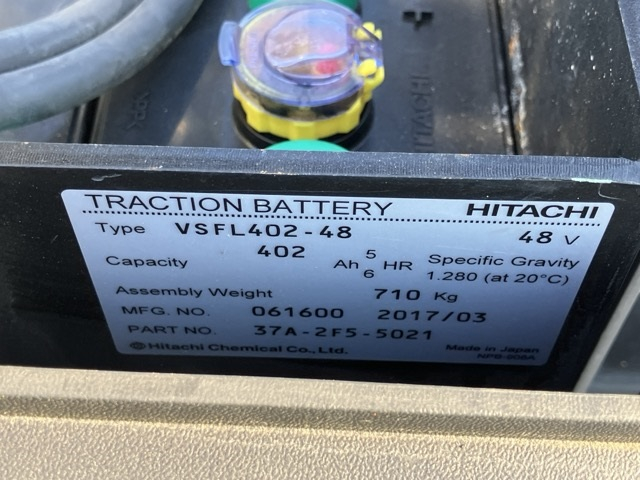 HITACHI
TRACTION BATTERY HITACHI
Type VSFL402-48 48 V
Capacity 402 Ah 5/6 HR Specific Gravity
1.280 (at 20°C)
Assembly Weight 710 Kg
MFG. NO. 061600 2017/03
PART NO. 37A-2F5-5021
Hitachi Chemical Co., Ltd. Made in Japan